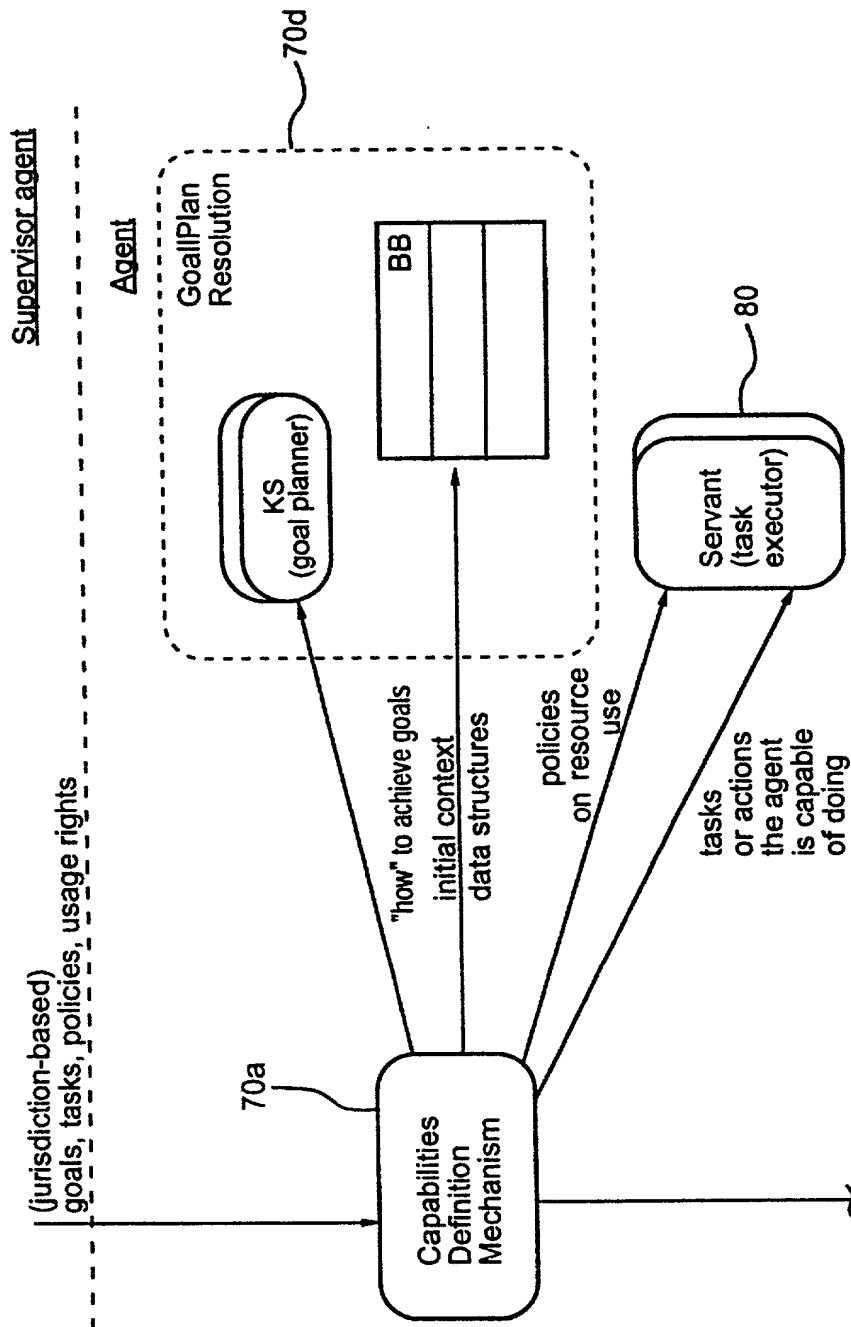 Supervisor agent
(jurisdiction-based)
goals, tasks, policies, usage rights
Agent
70d
GoallPlan
Resolution
KS
(goal planner)
BB
70a
Capabilities
Definition
Mechanism
"how" to achieve goals
initial context
data structures
policies
on resource
use
tasks
or actions
the agent
is capable
of doing
Servant
(task
executor)
80